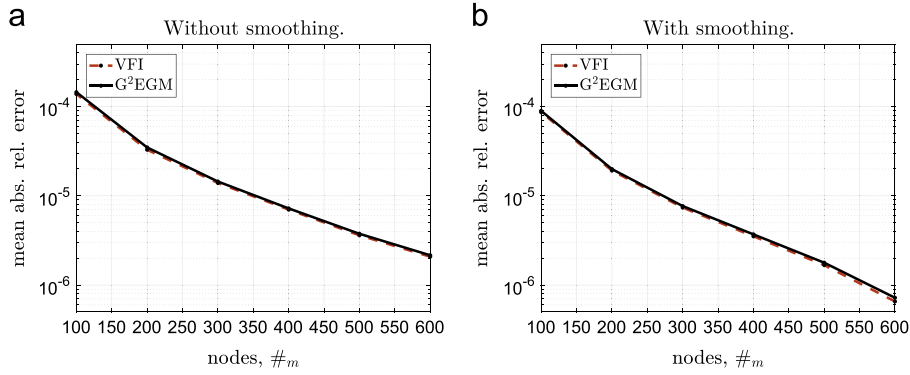 a
Without smoothing.
VFI
G²EGM
10⁻⁴
10⁻⁵
10⁻⁶
mean abs. rel. error
100 150 200 250 300 350 400 450 500 550 600
nodes, #ₘ
b
With smoothing.
VFI
G²EGM
10⁻⁴
10⁻⁵
10⁻⁶
mean abs. rel. error
100 150 200 250 300 350 400 450 500 550 600
nodes, #ₘ